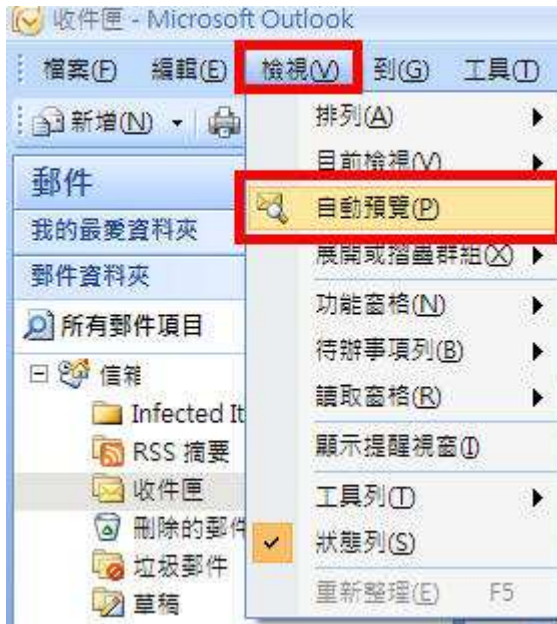 收件匣 - Microsoft Outlook
檔案(F) 編輯(E) 檢視(V) 到(G) 工具(T)
新增(N)
排列(A)
目前檢視(V)
自動預覽(P)
展開或摺疊群組(X)
功能窗格(N)
待辦事項列(B)
讀取窗格(R)
顯示提醒視窗(I)
工具列(T)
狀態列(S)
重新整理(E) F5
郵件
我的最愛資料夾
郵件資料夾
所有郵件項目
信箱
Infected It
RSS 摘要
收件匣
刪除的郵件
垃圾郵件
草稿